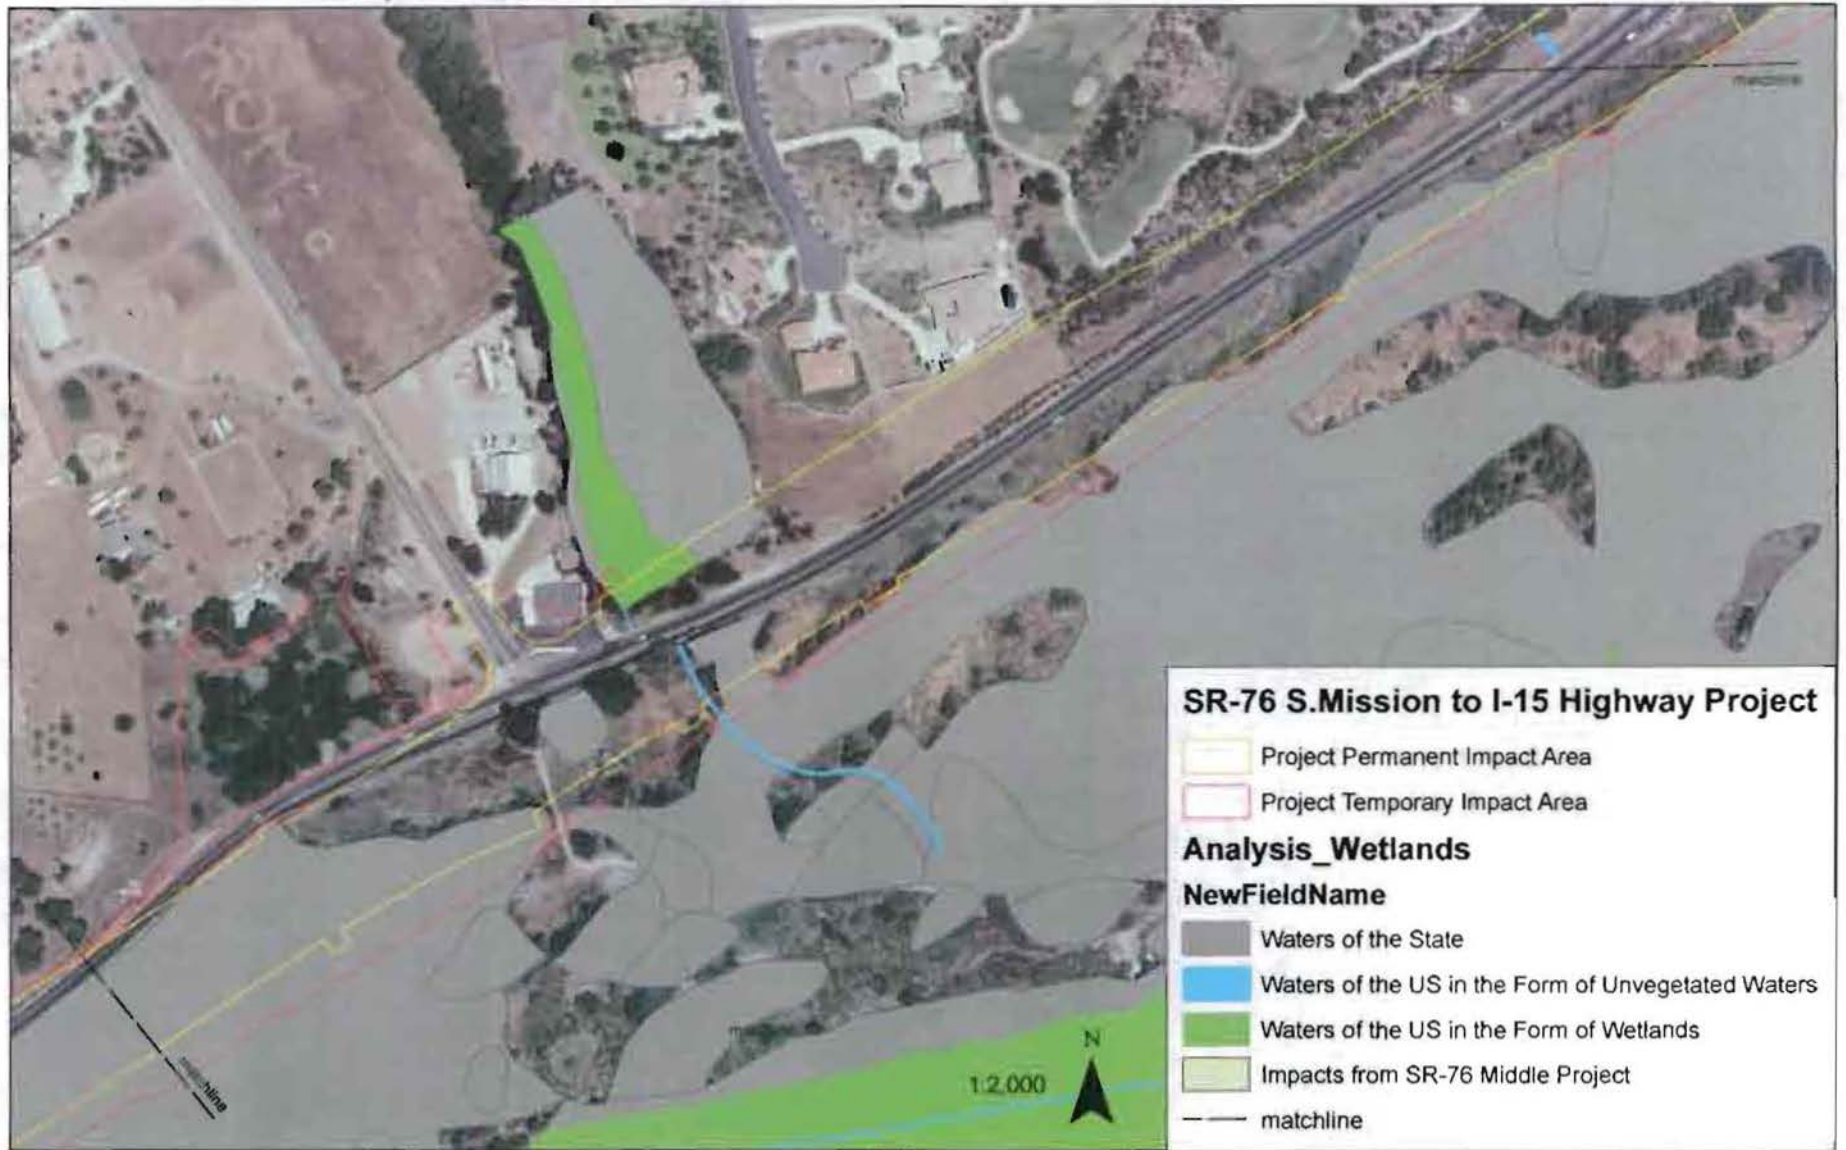 matchline
SR-76 S.Mission to I-15 Highway Project
Project Permanent Impact Area
Project Temporary Impact Area
Analysis_Wetlands
NewFieldName
Waters of the State
Waters of the US in the Form of Unvegetated Waters
Waters of the US in the Form of Wetlands
Impacts from SR-76 Middle Project
matchline
N
1:2,000
matchline